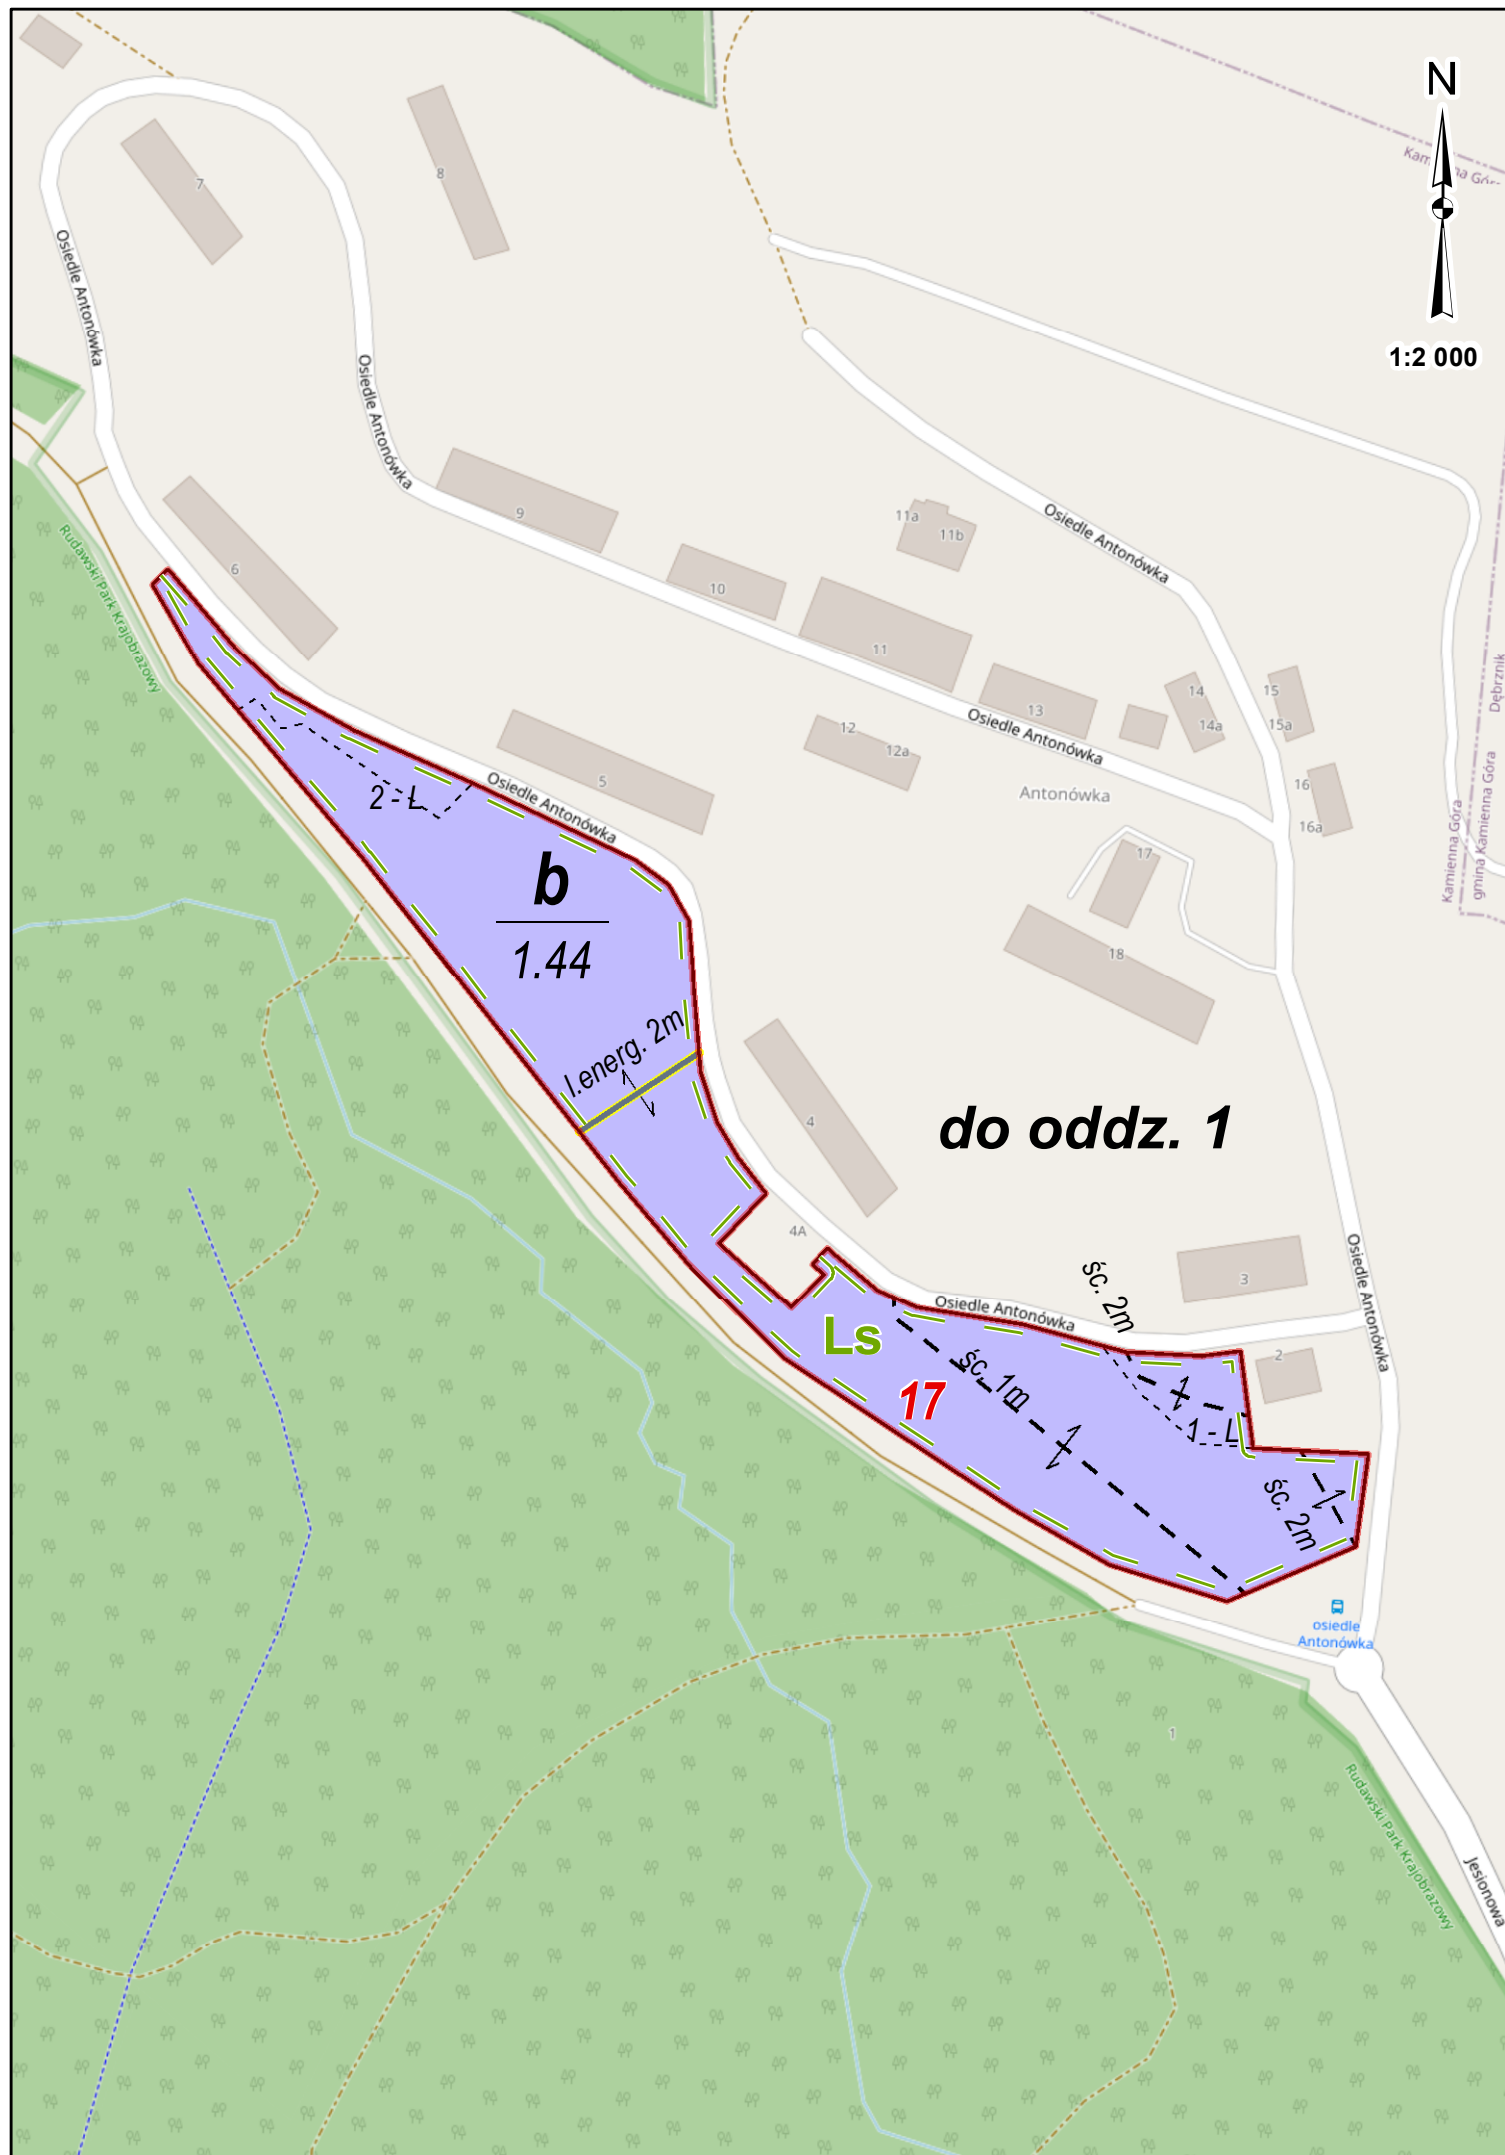 N
1:2 000
Kamienna Góra
7
8
Osiedle Antonówka
Osiedle Antonówka
9
11a
11b
Osiedle Antonówka
Rudawski Park Krajobrazowy
6
10
11
13
14
14a
15
15a
Dębrznik
Osiedle Antonówka
12
12a
5
Osiedle Antonówka
2 - Ł
Antonówka
16
16a
Kamienna Góra
gmina Kamienna Góra
17
b
1.44
18
l.energ. 2m
4
do oddz. 1
4A
3
Osiedle Antonówka
śc. 2m
Osiedle Antonówka
Ls
17
śc. 1m
2
1 - L
śc. 2m
osiedle
Antonówka
1
Rudawski Park Krajobrazowy
Jesionowa